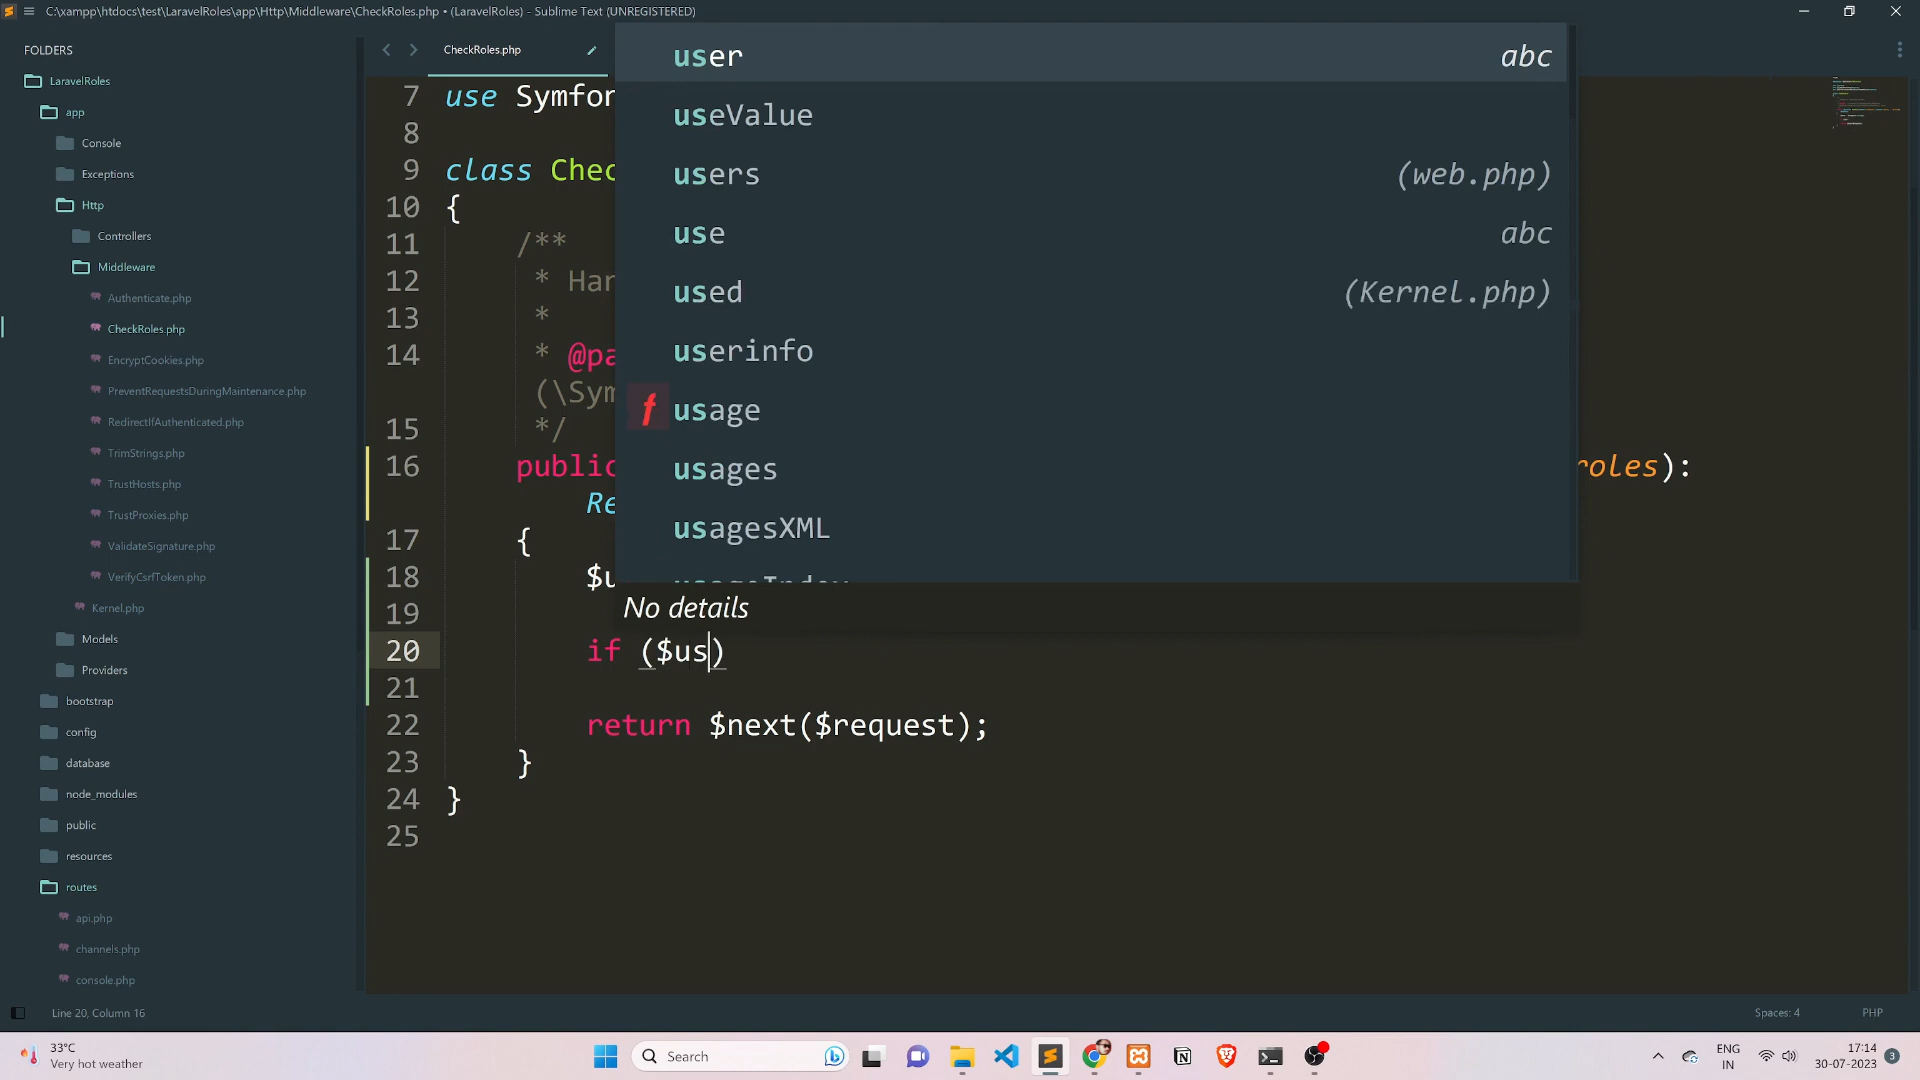 C:\xampp\htdocs\test\LaravelRoles\app\Http\Middleware\CheckRoles.php • (LaravelRoles) - Sublime Text (UNREGISTERED)
FOLDERS
LaravelRoles
app
Console
Exceptions
Http
Controllers
Middleware
Authenticate.php
CheckRoles.php
EncryptCookies.php
PreventRequestsDuringMaintenance.php
RedirectIfAuthenticated.php
TrimStrings.php
TrustHosts.php
TrustProxies.php
ValidateSignature.php
VerifyCsrfToken.php
Kernel.php
Models
Providers
bootstrap
config
database
node_modules
public
resources
routes
api.php
channels.php
console.php
CheckRoles.php
7 use Symfon
8
9 class Chec
10 {
11 /**
12 * Han
13 *
14 * @pa
(\Sym
15 */
16 public roles):
Re
17 {
18 $u
19
20 if ($us)
21
22 return $next($request);
23 }
24 }
25
user abc
useValue
users (web.php)
use abc
used (Kernel.php)
userinfo
f usage
usages
usagesXML
usageIndex
No details
Line 20, Column 16
Spaces: 4 PHP
33°C
Very hot weather
Search
ENG
IN
17:14
30-07-2023
3